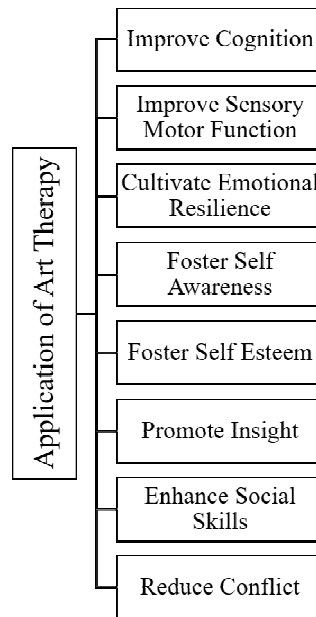 Application of Art Therapy
Improve Cognition
Improve Sensory
Motor Function
Cultivate Emotional
Resilience
Foster Self
Awareness
Foster Self Esteem
Promote Insight
Enhance Social
Skills
Reduce Conflict